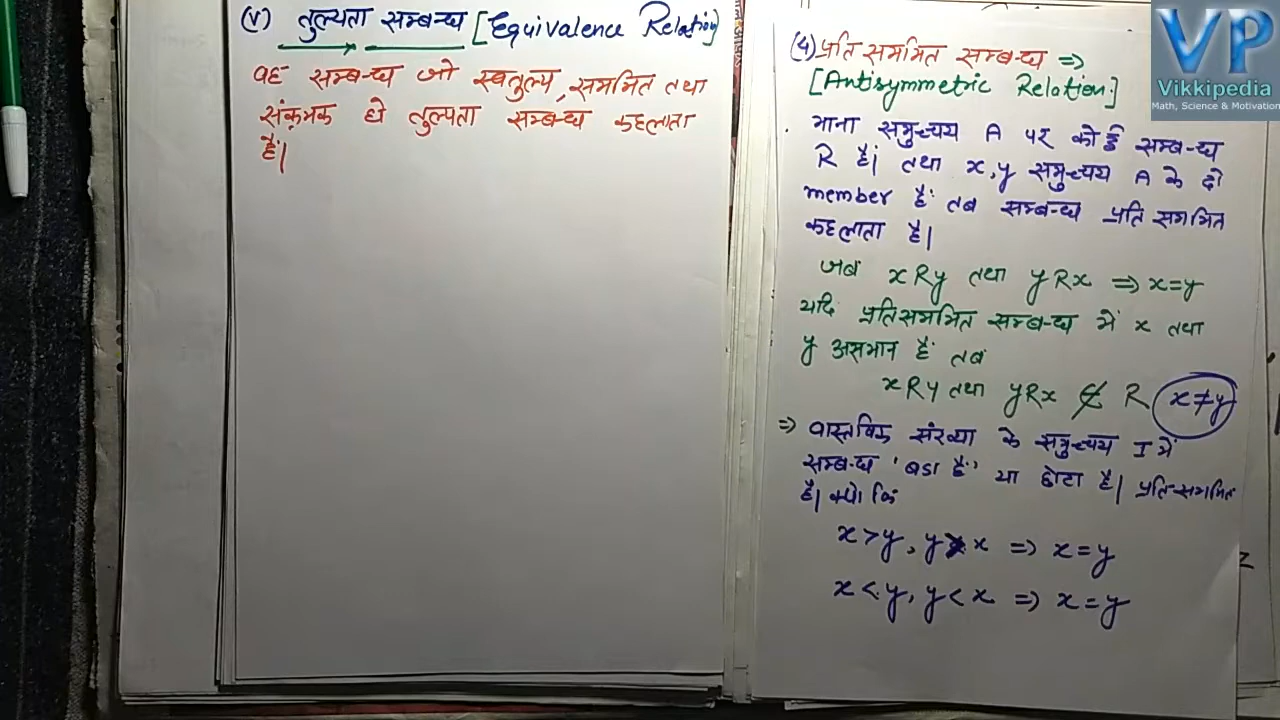 (v) तुल्यता सम्बन्ध [Equivalence Relation]
वह सम्बन्ध जो स्वतुल्य, सममित तथा
संक्रमक हो तुल्यता सम्बन्ध कहलाता
है।
(4) प्रति सममित सम्बन्ध ⇒
[Antisymmetric Relation.]
माना समुच्चय A पर कोई सम्बन्ध
R है। तथा x, y समुच्चय A के दो
member हैं तब सम्बन्ध प्रति सममित
कहलाता है।
जब xRy तथा yRx ⇒ x=y
यदि प्रतिसममित सम्बन्ध में x तथा
y असमान हैं तब
xRy तथा yRx ∉ R x≠y
⇒ वास्तविक संख्या के समुच्चय I में
सम्बन्ध 'बड़ा है' या छोटा है। प्रति-सममित
है। क्यो कि
x>y, y>x ⇒ x=y
x<y, y<x ⇒ x=y
VP
Vikkipedia
Math, Science & Motivation